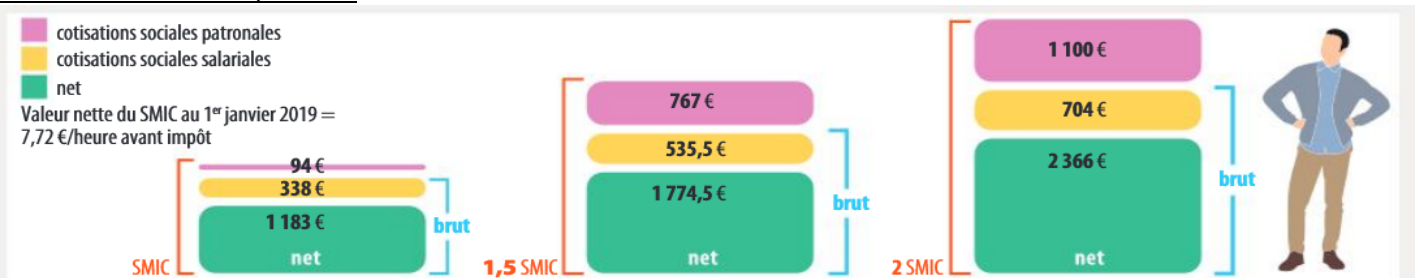 cotisations sociales patronales
cotisations sociales salariales
net
Valeur nette du SMIC au 1er janvier 2019 =
7,72 €/heure avant impôt
94 €
338 €
1 183 €
net
brut
SMIC
767 €
535,5 €
1 774,5 €
net
brut
1,5 SMIC
1 100 €
704 €
2 366 €
net
brut
2 SMIC